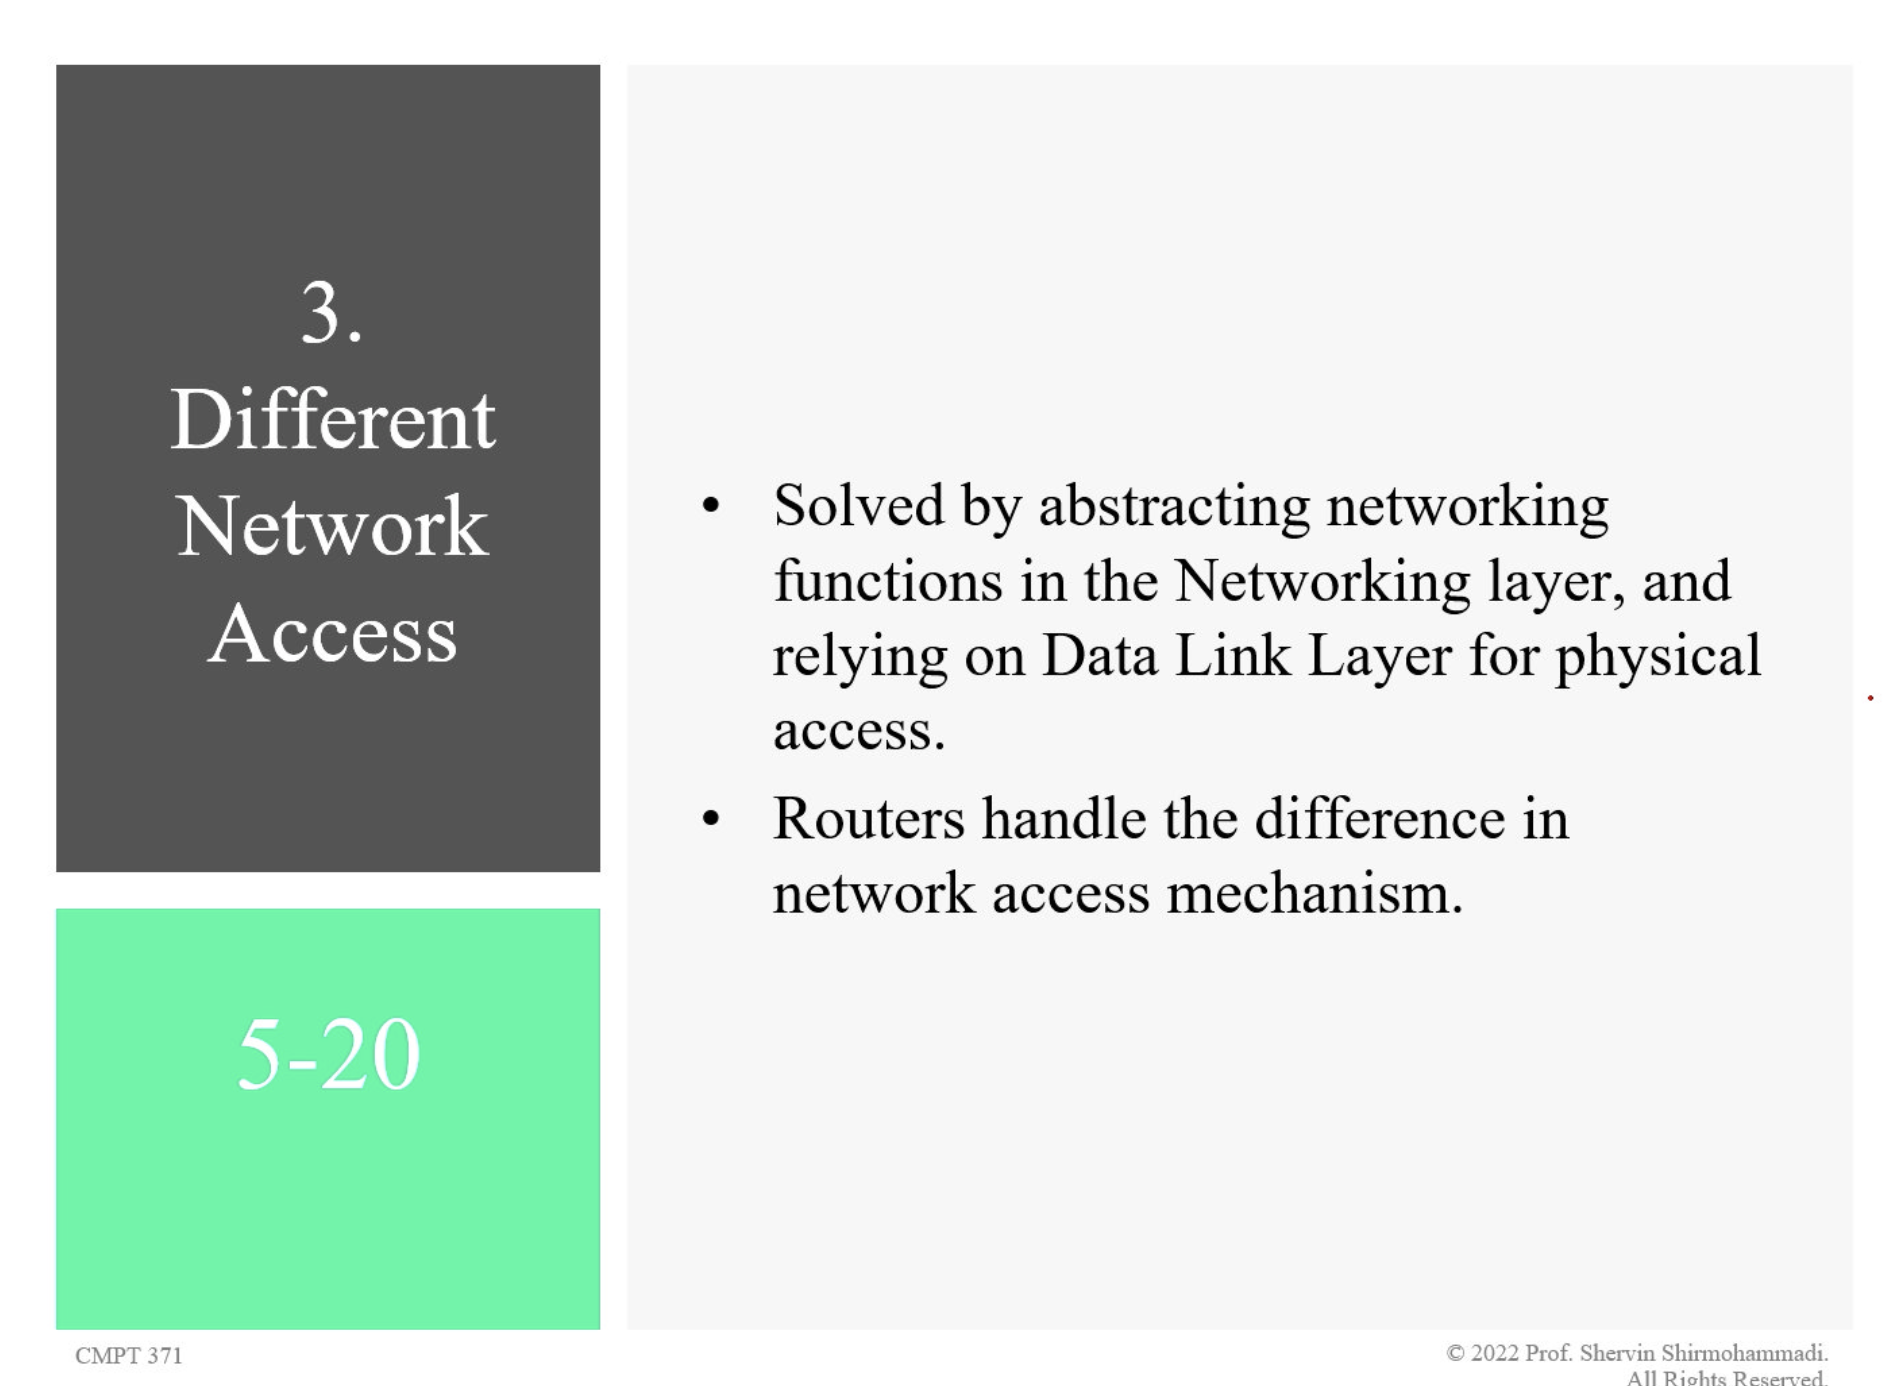 3.
Different
Network
Access
5-20
• Solved by abstracting networking
functions in the Networking layer, and
relying on Data Link Layer for physical
access.
• Routers handle the difference in
network access mechanism.
CMPT 371
© 2022 Prof. Shervin Shirmohammadi.
All Rights Reserved.